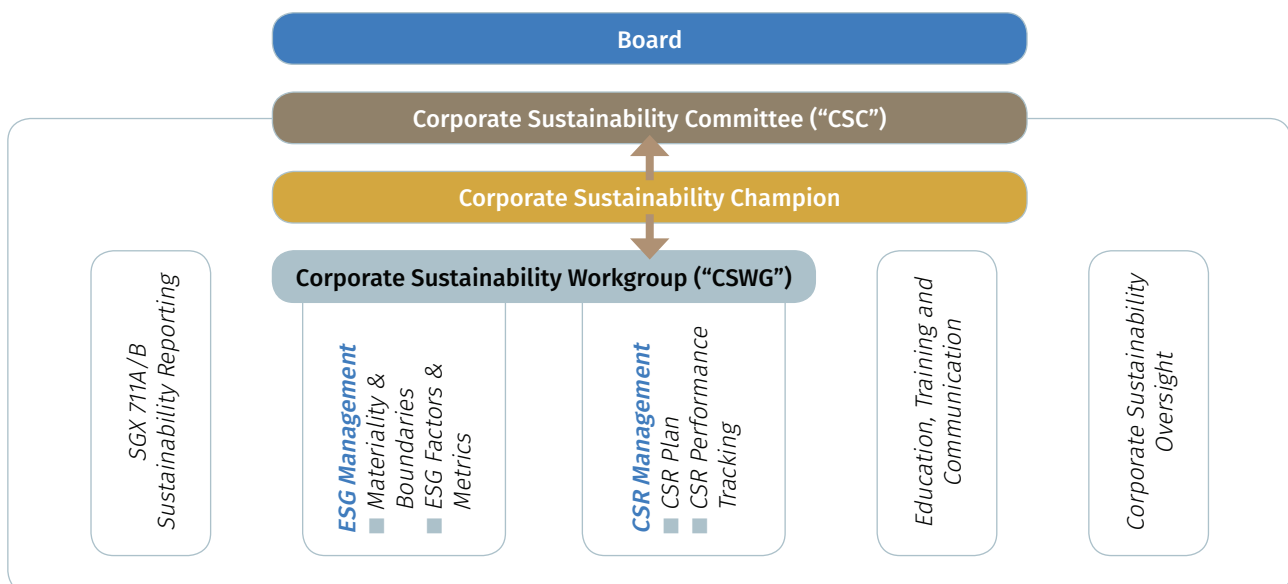 Board
Corporate Sustainability Committee (“CSC”)
Corporate Sustainability Champion
Corporate Sustainability Workgroup (“CSWG”)
SGX 711A/B
Sustainability Reporting
ESG Management
Materiality &
Boundaries
ESG Factors &
Metrics
CSR Management
CSR Plan
CSR Performance
Tracking
Education, Training and
Communication
Corporate Sustainability
Oversight